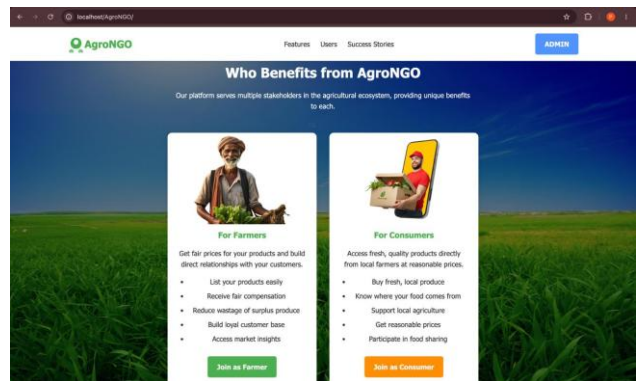 localhost/AgroNGO/
AgroNGO
Features Users Success Stories
ADMIN
Who Benefits from AgroNGO
Our platform serves multiple stakeholders in the agricultural ecosystem, providing unique benefits
to each.
For Farmers
Get fair prices for your products and build
direct relationships with your customers.
• List your products easily
• Receive fair compensation
• Reduce wastage of surplus produce
• Build loyal customer base
• Access market insights
Join as Farmer
For Consumers
Access fresh, quality products directly
from local farmers at reasonable prices.
• Buy fresh, local produce
• Know where your food comes from
• Support local agriculture
• Get reasonable prices
• Participate in food sharing
Join as Consumer